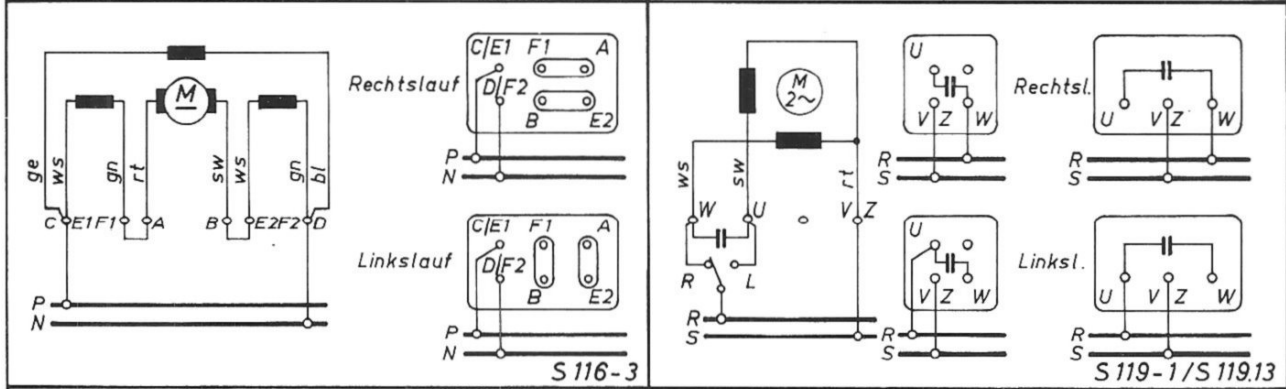 M
ge
ws
gn
rt
sw
ws
gn
bl
C E1 F1 A B E2 F2 D
P
N
Rechtslauf
C/E1 F1 A
D/F2
B E2
P
N
Linkslauf
C/E1 F1 A
D/F2
B E2
P
N
S 116-3
M
2~
ws
sw
rt
W U V Z
R L
R
S
U
V Z W
R
S
Rechtsl.
U V Z W
R
S
U
V Z W
R
S
Linksl.
U V Z W
R
S
S 119-1/S 119.13